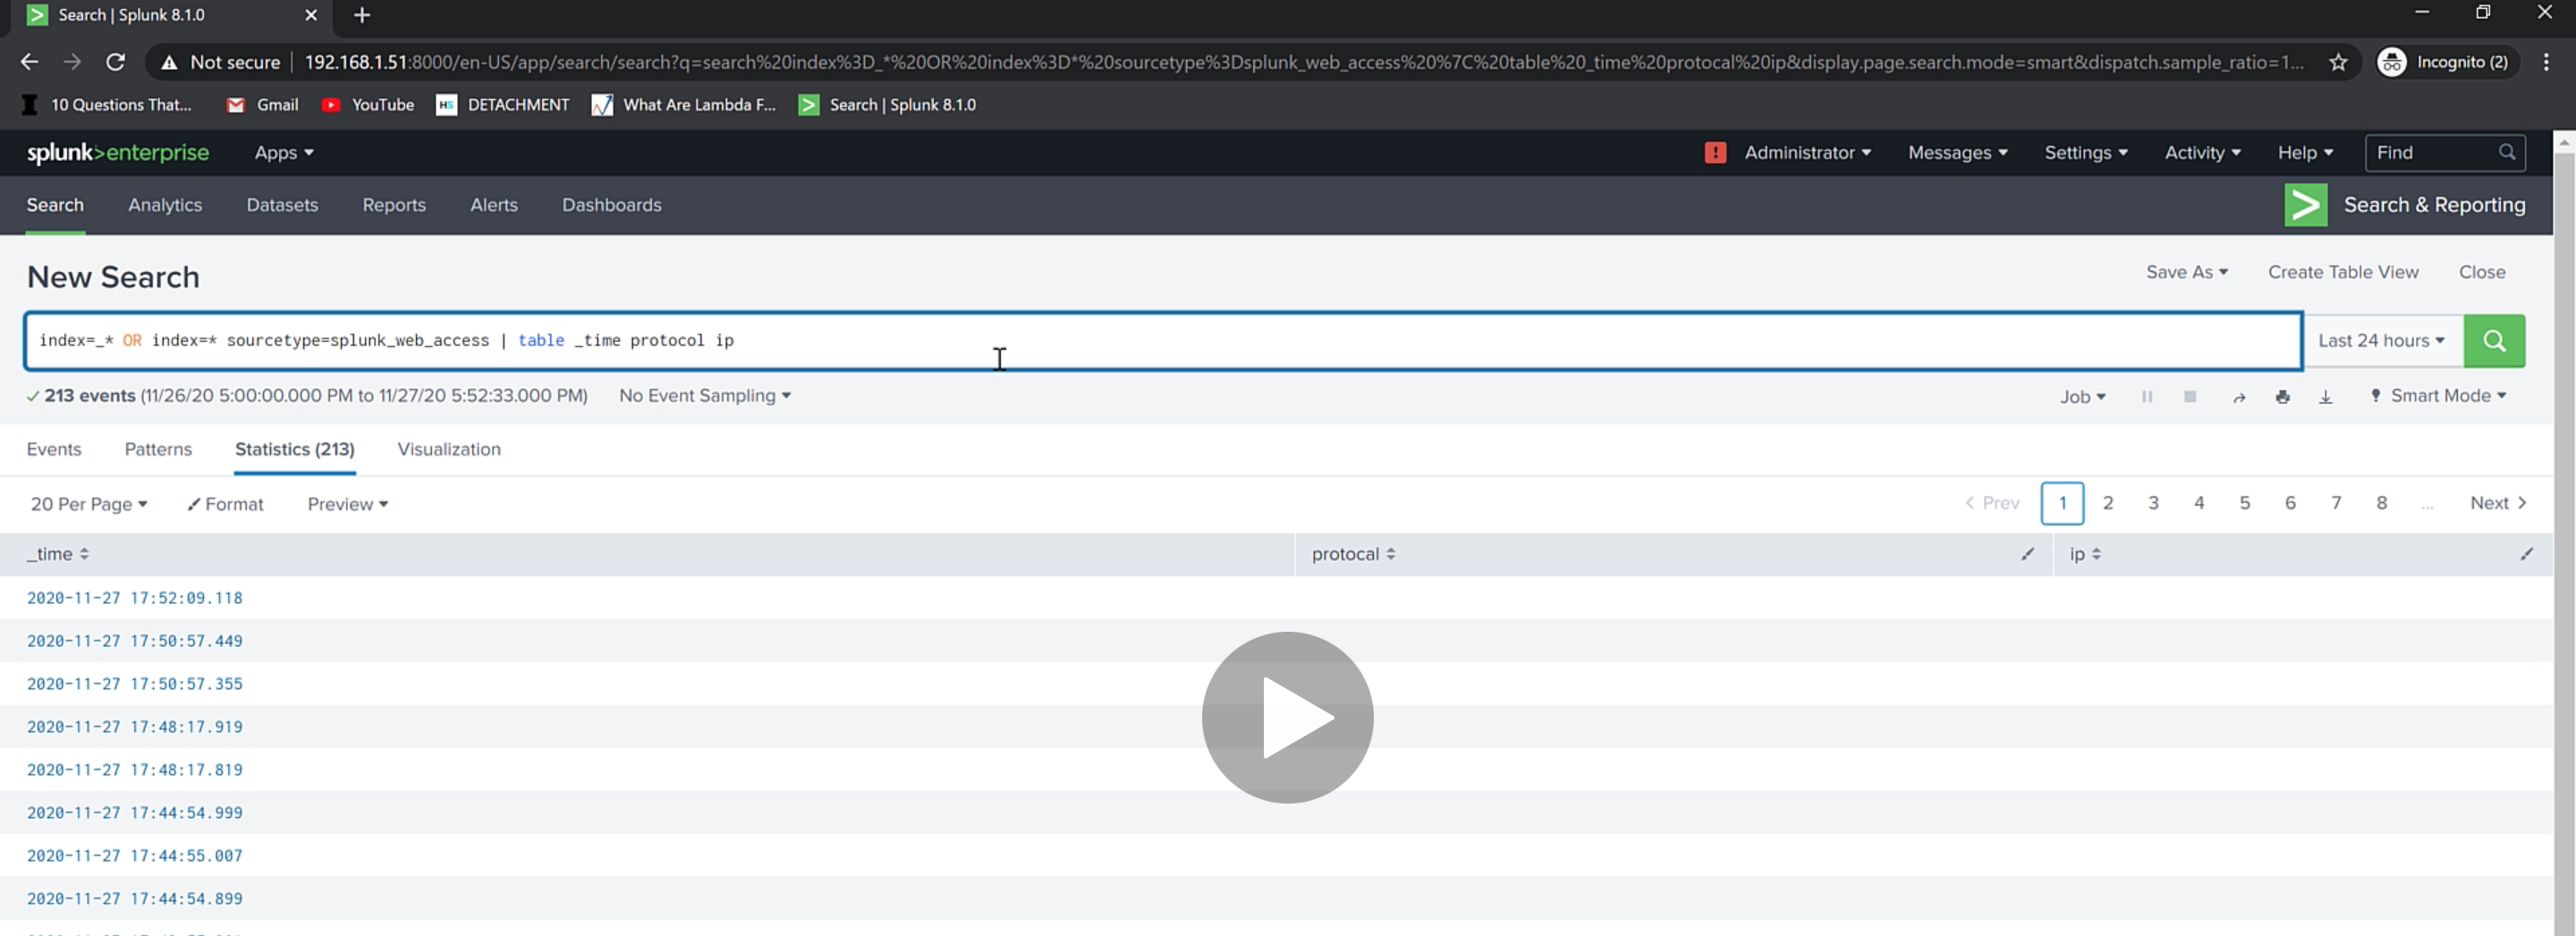 Search | Splunk 8.1.0
Not secure | 192.168.1.51:8000/en-US/app/search/search?q=search%20index%3D_*%20OR%20index%3D*%20sourcetype%3Dsplunk_web_access%20%7C%20table%20_time%20protocal%20ip&display.page.search.mode=smart&dispatch.sample_ratio=1... Incognito (2)
10 Questions That... Gmail YouTube HS DETACHMENT What Are Lambda F... Search | Splunk 8.1.0
splunk>enterprise Apps Administrator Messages Settings Activity Help Find
Search Analytics Datasets Reports Alerts Dashboards Search & Reporting
New Search Save As Create Table View Close
index=_* OR index=* sourcetype=splunk_web_access | table _time protocol ip Last 24 hours
213 events (11/26/20 5:00:00.000 PM to 11/27/20 5:52:33.000 PM) No Event Sampling Job Smart Mode
Events Patterns Statistics (213) Visualization
20 Per Page Format Preview < Prev 1 2 3 4 5 6 7 8 ... Next >
_time protocal ip
2020-11-27 17:52:09.118
2020-11-27 17:50:57.449
2020-11-27 17:50:57.355
2020-11-27 17:48:17.919
2020-11-27 17:48:17.819
2020-11-27 17:44:54.999
2020-11-27 17:44:55.007
2020-11-27 17:44:54.899